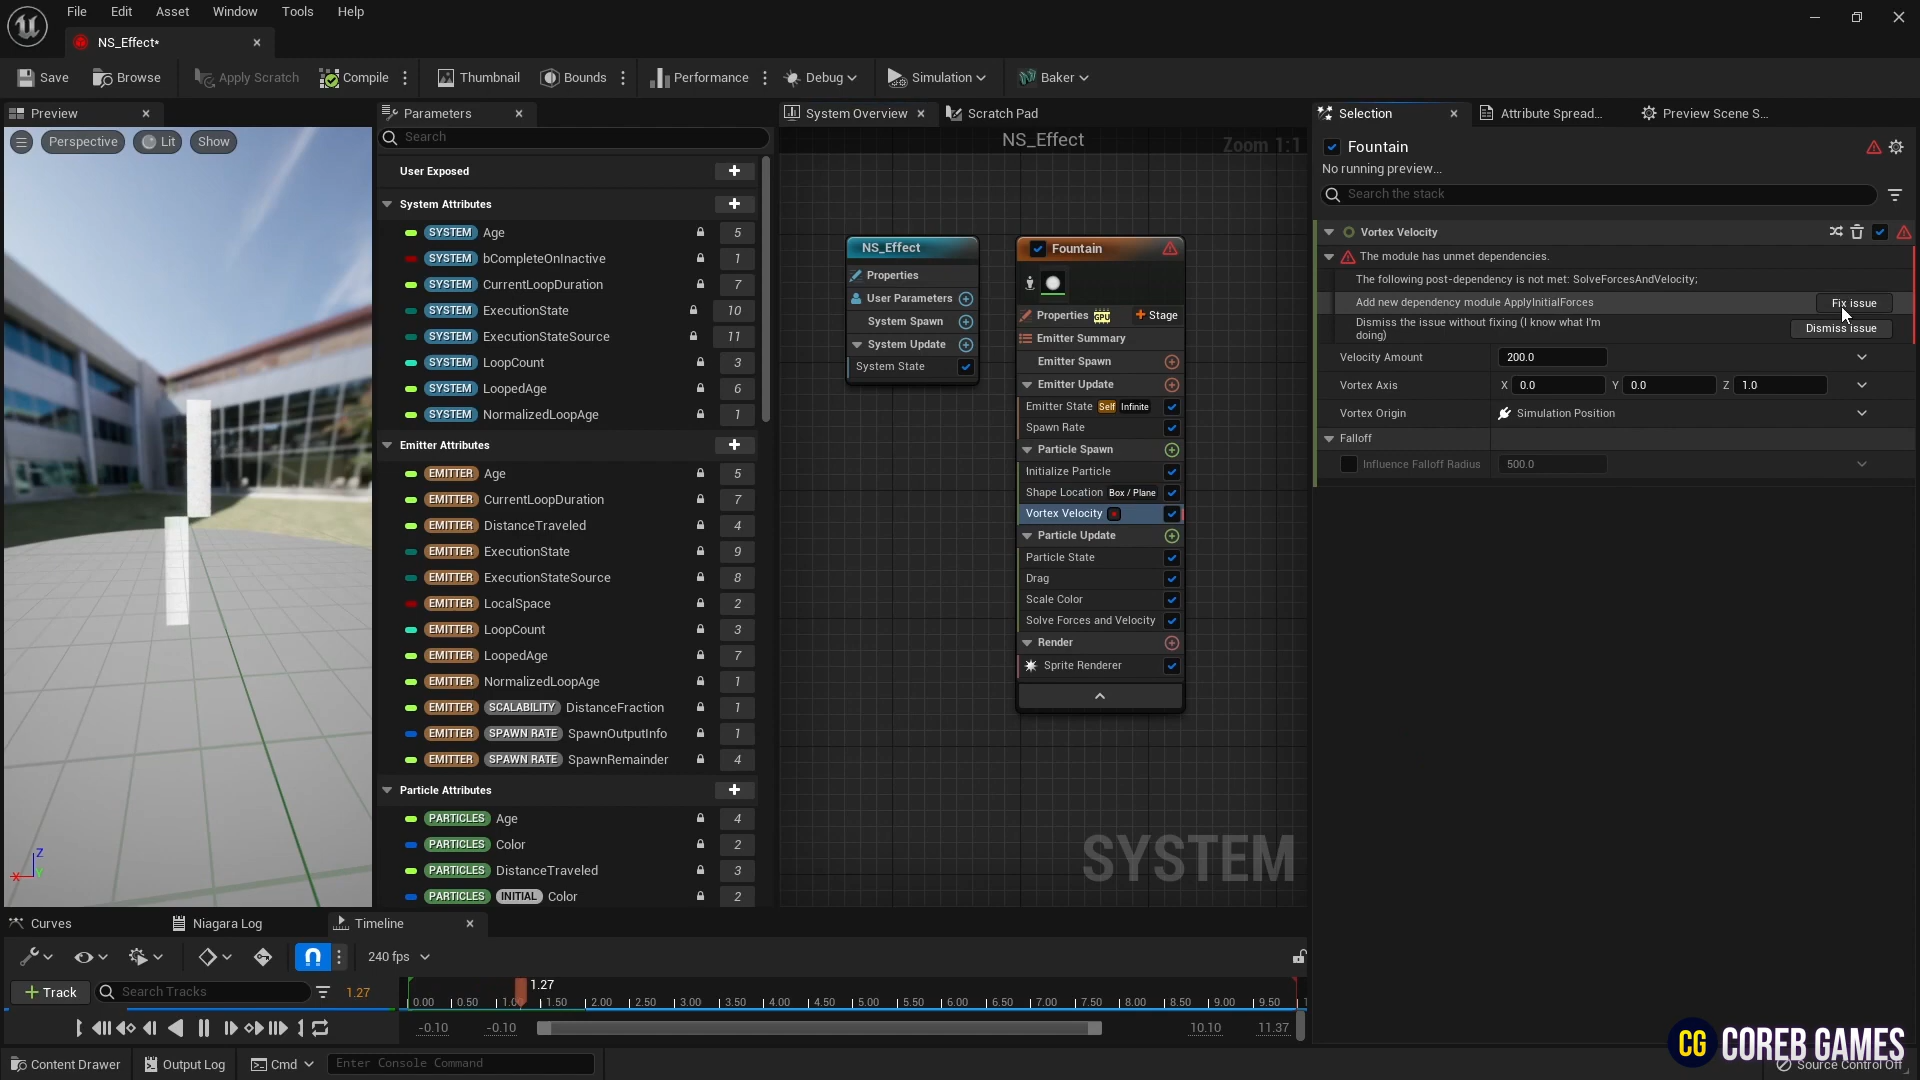 File Edit Asset Window Tools Help
NS_Effect*
Save Browse Apply Scratch Compile Thumbnail Bounds Performance Debug Simulation Baker
Preview Parameters System Overview Scratch Pad Selection Attribute Spread... Preview Scene S...
Perspective Lit Show
Search
User Exposed
System Attributes
SYSTEM Age 5
SYSTEM bCompleteOnInactive 1
SYSTEM CurrentLoopDuration 7
SYSTEM ExecutionState 10
SYSTEM ExecutionStateSource 11
SYSTEM LoopCount 3
SYSTEM LoopedAge 6
SYSTEM NormalizedLoopAge 1
Emitter Attributes
EMITTER Age 5
EMITTER CurrentLoopDuration 7
EMITTER DistanceTraveled 4
EMITTER ExecutionState 9
EMITTER ExecutionStateSource 8
EMITTER LocalSpace 2
EMITTER LoopCount 3
EMITTER LoopedAge 7
EMITTER NormalizedLoopAge 1
EMITTER SCALABILITY DistanceFraction 1
EMITTER SPAWN RATE SpawnOutputInfo 1
EMITTER SPAWN RATE SpawnRemainder 4
Particle Attributes
PARTICLES Age 4
PARTICLES Color 2
PARTICLES DistanceTraveled 3
PARTICLES INITIAL Color 2
Z
X
NS_Effect
Zoom 1:1
NS_Effect
Properties
User Parameters
System Spawn
System Update
System State
Fountain
Properties GPU Stage
Emitter Summary
Emitter Spawn
Emitter Update
Emitter State Self Infinite
Spawn Rate
Particle Spawn
Initialize Particle
Shape Location Box / Plane
Vortex Velocity
Particle Update
Particle State
Drag
Scale Color
Solve Forces and Velocity
Render
Sprite Renderer
SYSTEM
Fountain
No running preview...
Search the stack
Vortex Velocity
The module has unmet dependencies.
The following post-dependency is not met: SolveForcesAndVelocity;
Add new dependency module ApplyInitialForces Fix issue
Dismiss the issue without fixing (I know what I'm
doing) Dismiss issue
Velocity Amount 200.0
Vortex Axis X 0.0 Y 0.0 Z 1.0
Vortex Origin Simulation Position
Falloff
Influence Falloff Radius 500.0
Curves Niagara Log Timeline
240 fps
Track Search Tracks 1.27
1.27
0.00 0.50 1.00 1.50 2.00 2.50 3.00 3.50 4.00 4.50 5.00 5.50 6.00 6.50 7.00 7.50 8.00 8.50 9.00 9.50 1
-0.10 -0.10 10.10 11.37
Content Drawer Output Log Cmd Enter Console Command
CG COREB GAMES
Source Control Off